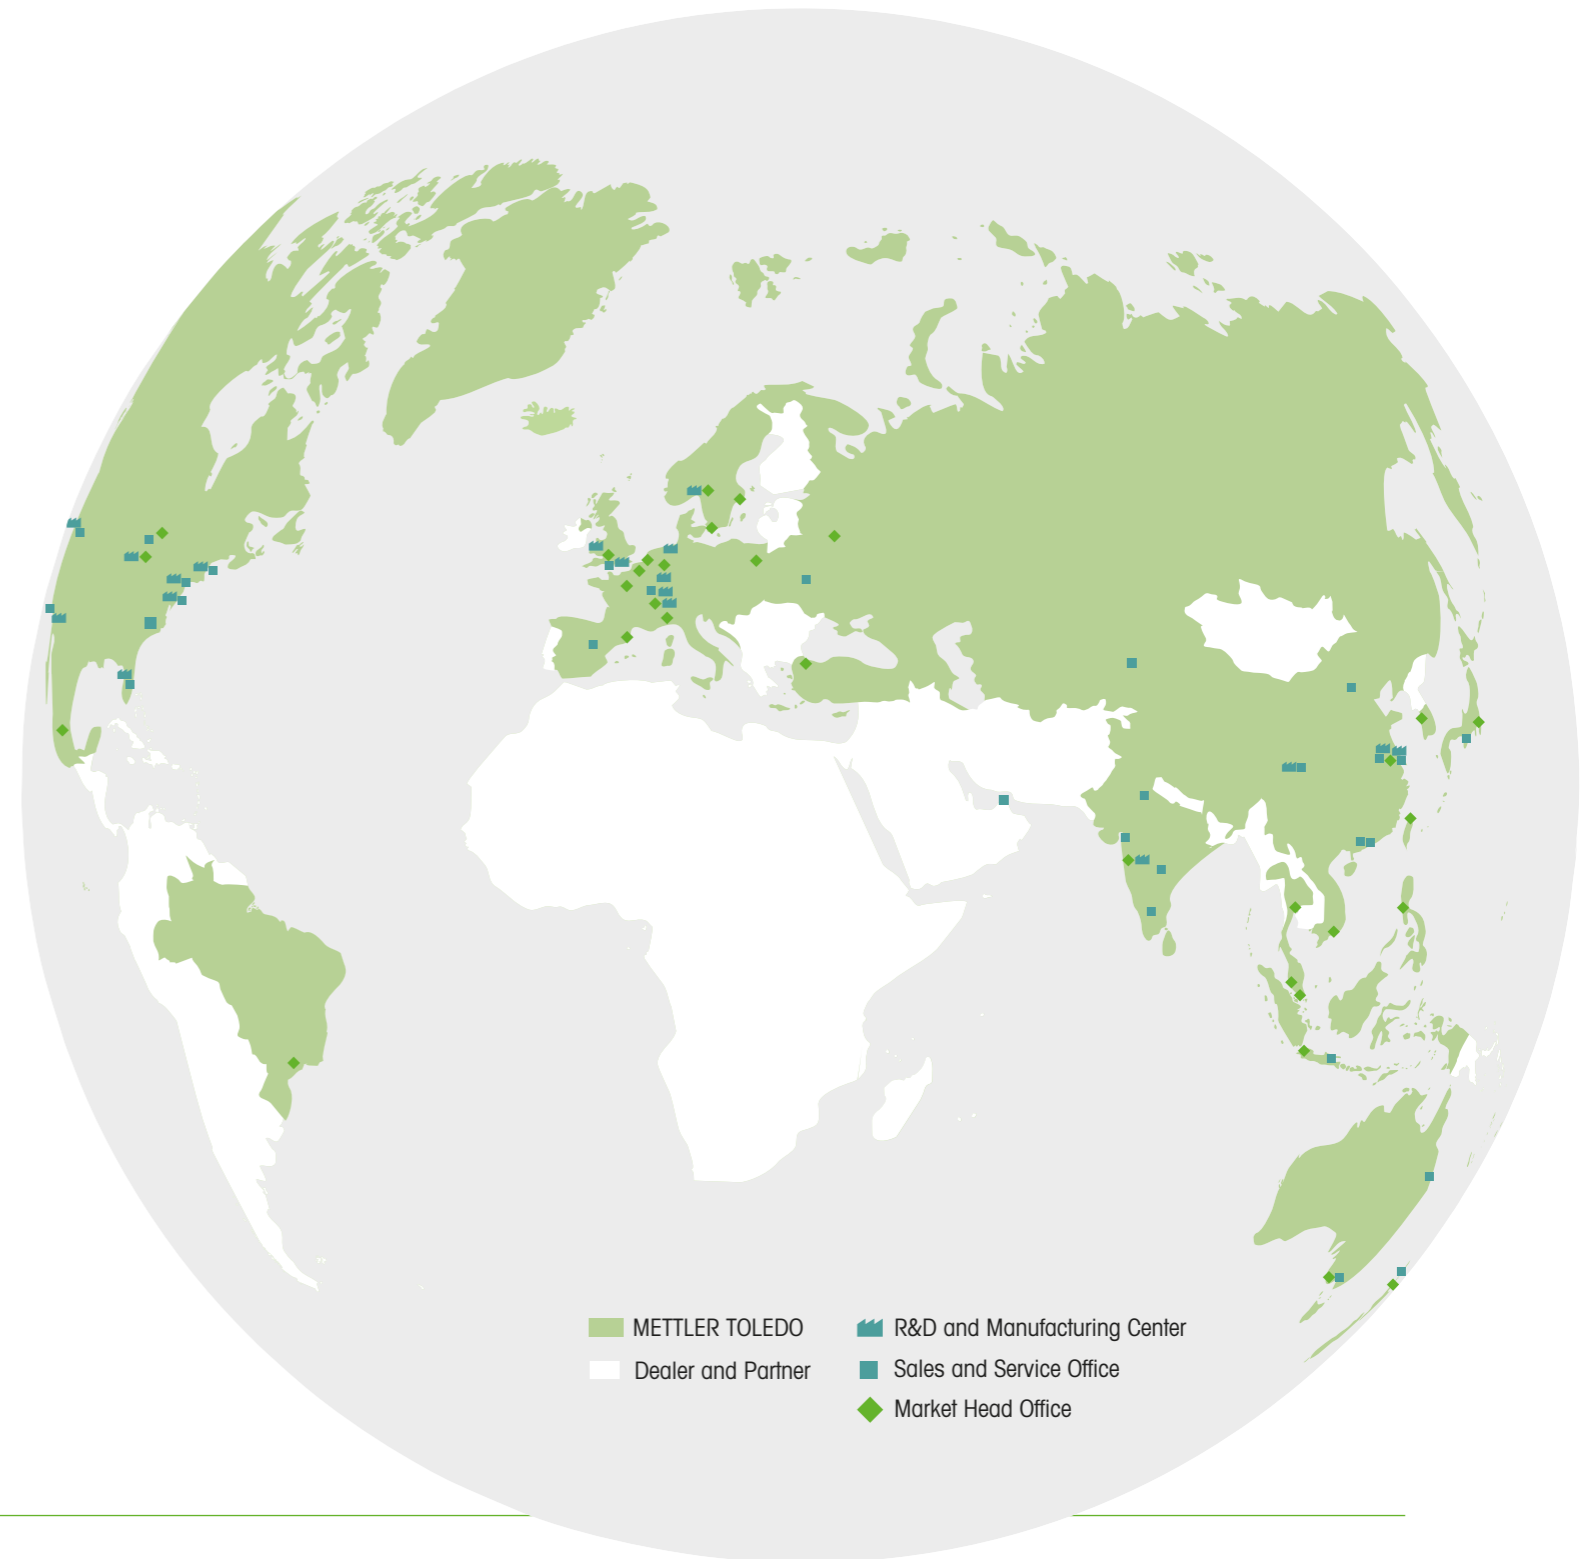 METTLER TOLEDO
Dealer and Partner
R&D and Manufacturing Center
Sales and Service Office
Market Head Office